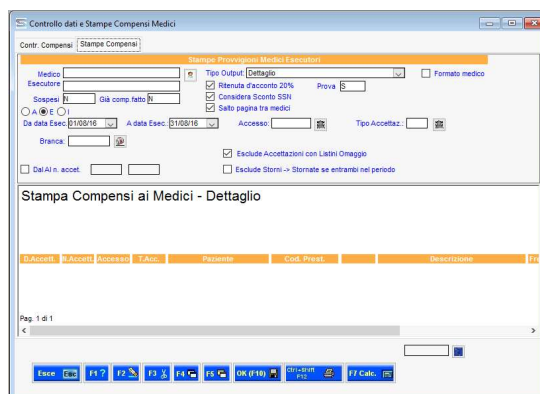 Controllo dati e Stampe Compensi Medici
Contr. Compensi Stampe Compensi
Stampe Provvigioni Medici Esecutori
Medico Tipo Output: Dettaglio Formato medico
Esecutore Ritenuta d'acconto 20% Prova S
Sospesi N Già comp.fatto N Considera Sconto SSN
A E I Salto pagina tra medici
Da data Esec. 01/08/16 A data Esec.: 31/08/16 Accesso: Tipo Accettaz.:
Branca:
Esclude Accettazioni con Listini Omaggio
Dal/Al n. accet. Esclude Storni -> Stornate se entrambi nel periodo
Stampa Compensi ai Medici - Dettaglio
D.Accett. N.Accett. Accesso T.Acc. Paziente Cod. Prest. Descrizione
Pag. 1 di 1
Esce Esc F1 ? F2 F3 F4 F5 OK (F10) Ctrl+Shift F12 F7 Calc.